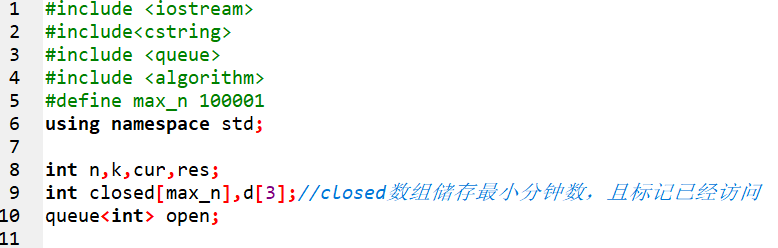 1 #include <iostream>
2 #include<cstring>
3 #include <queue>
4 #include <algorithm>
5 #define max_n 100001
6 using namespace std;
7
8 int n,k,cur,res;
9 int closed[max_n],d[3];//closed数组储存最小分钟数，且标记已经访问
10 queue<int> open;
11